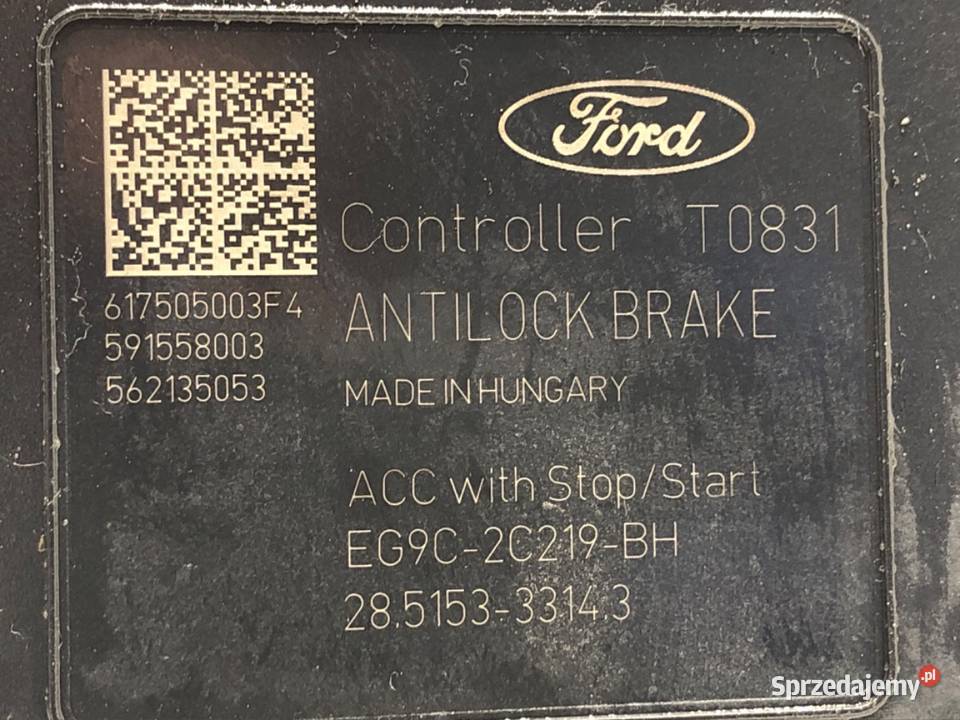 Ford
Controller T0831
617505003F4
ANTILOCK BRAKE
591558003
562135053
MADE IN HUNGARY
ACC with Stop/Start
EG9C-2C219-BH
28.5153-3314.3
Sprzedajemy.pl